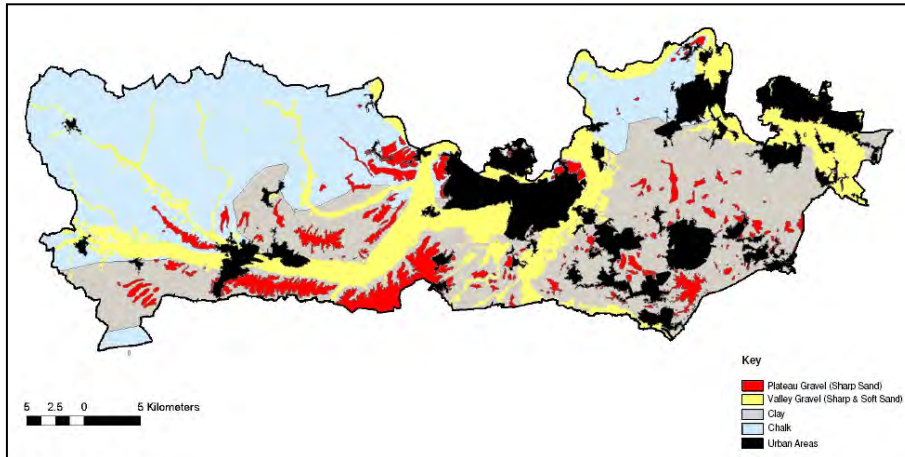 Key
Plateau Gravel (Sharp Sand)
Valley Gravel (Sharp & Soft Sand)
Clay
Chalk
Urban Areas
5 2.5 0 5 Kilometers